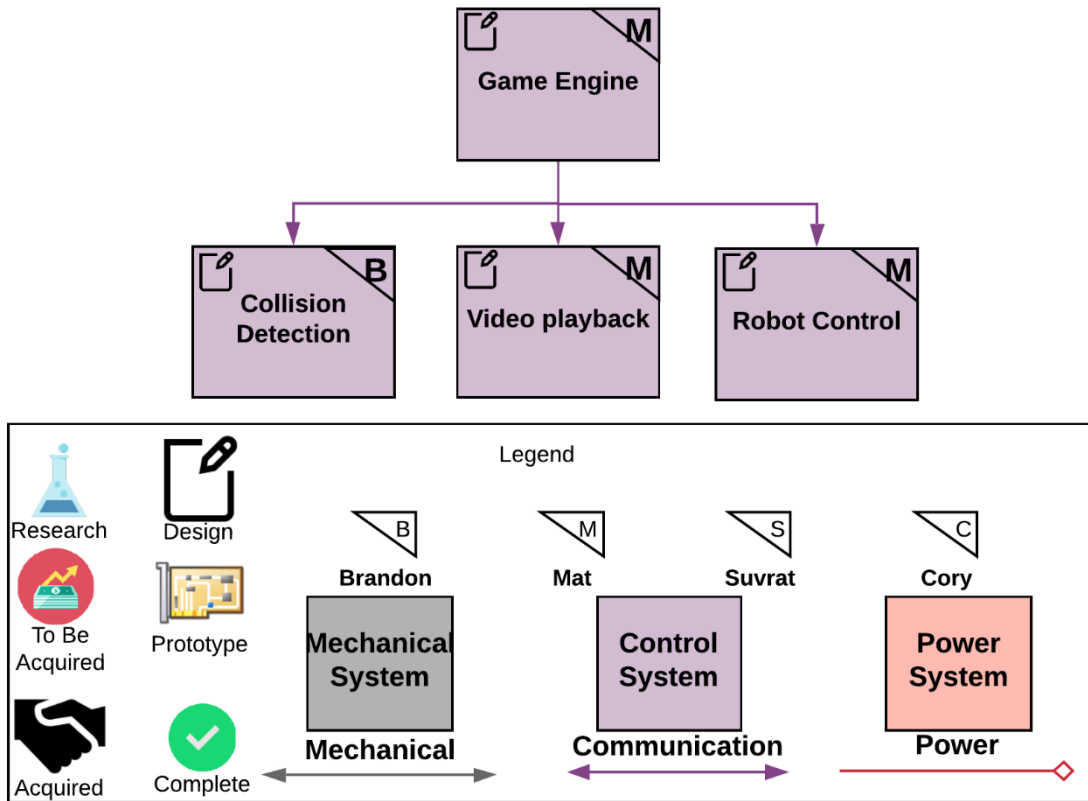 M
Game Engine
B
Collision
Detection
M
Video playback
M
Robot Control
Legend
Research
Design
B
Brandon
M
Mat
S
Suvrat
C
Cory
To Be
Acquired
Prototype
Mechanical
System
Control
System
Power
System
Mechanical
Communication
Power
Acquired
Complete